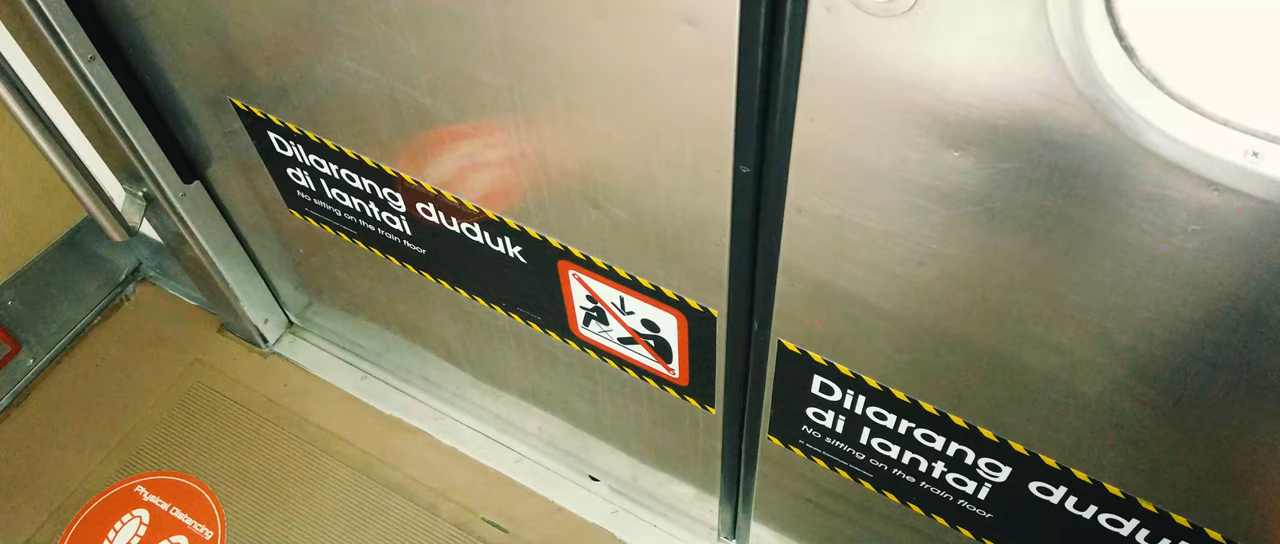 Dilarang duduk
di lantai
No sitting on the train floor
Dilarang duduk
di lantai
No sitting on the train floor
Physical Distancing